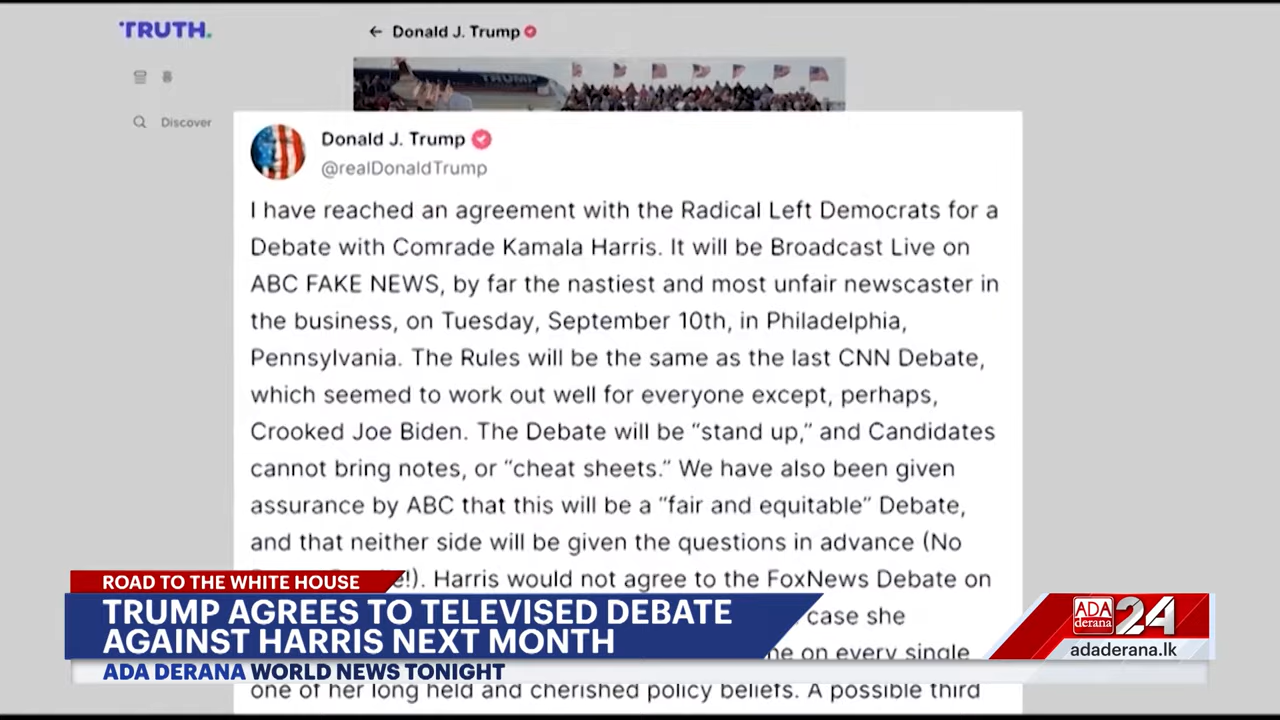 TRUTH.
Donald J. Trump
TRUMP
Discover
Donald J. Trump
@realDonaldTrump
I have reached an agreement with the Radical Left Democrats for a
Debate with Comrade Kamala Harris. It will be Broadcast Live on
ABC FAKE NEWS, by far the nastiest and most unfair newscaster in
the business, on Tuesday, September 10th, in Philadelphia,
Pennsylvania. The Rules will be the same as the last CNN Debate,
which seemed to work out well for everyone except, perhaps,
Crooked Joe Biden. The Debate will be “stand up,” and Candidates
cannot bring notes, or “cheat sheets.” We have also been given
assurance by ABC that this will be a “fair and equitable” Debate,
and that neither side will be given the questions in advance (No
!). Harris would not agree to the FoxNews Debate on
case she
on every single
one of her long held and cherished policy beliefs. A possible third
ROAD TO THE WHITE HOUSE
TRUMP AGREES TO TELEVISED DEBATE
AGAINST HARRIS NEXT MONTH
ADA DERANA WORLD NEWS TONIGHT
ADA
derana 24
adaderana.lk